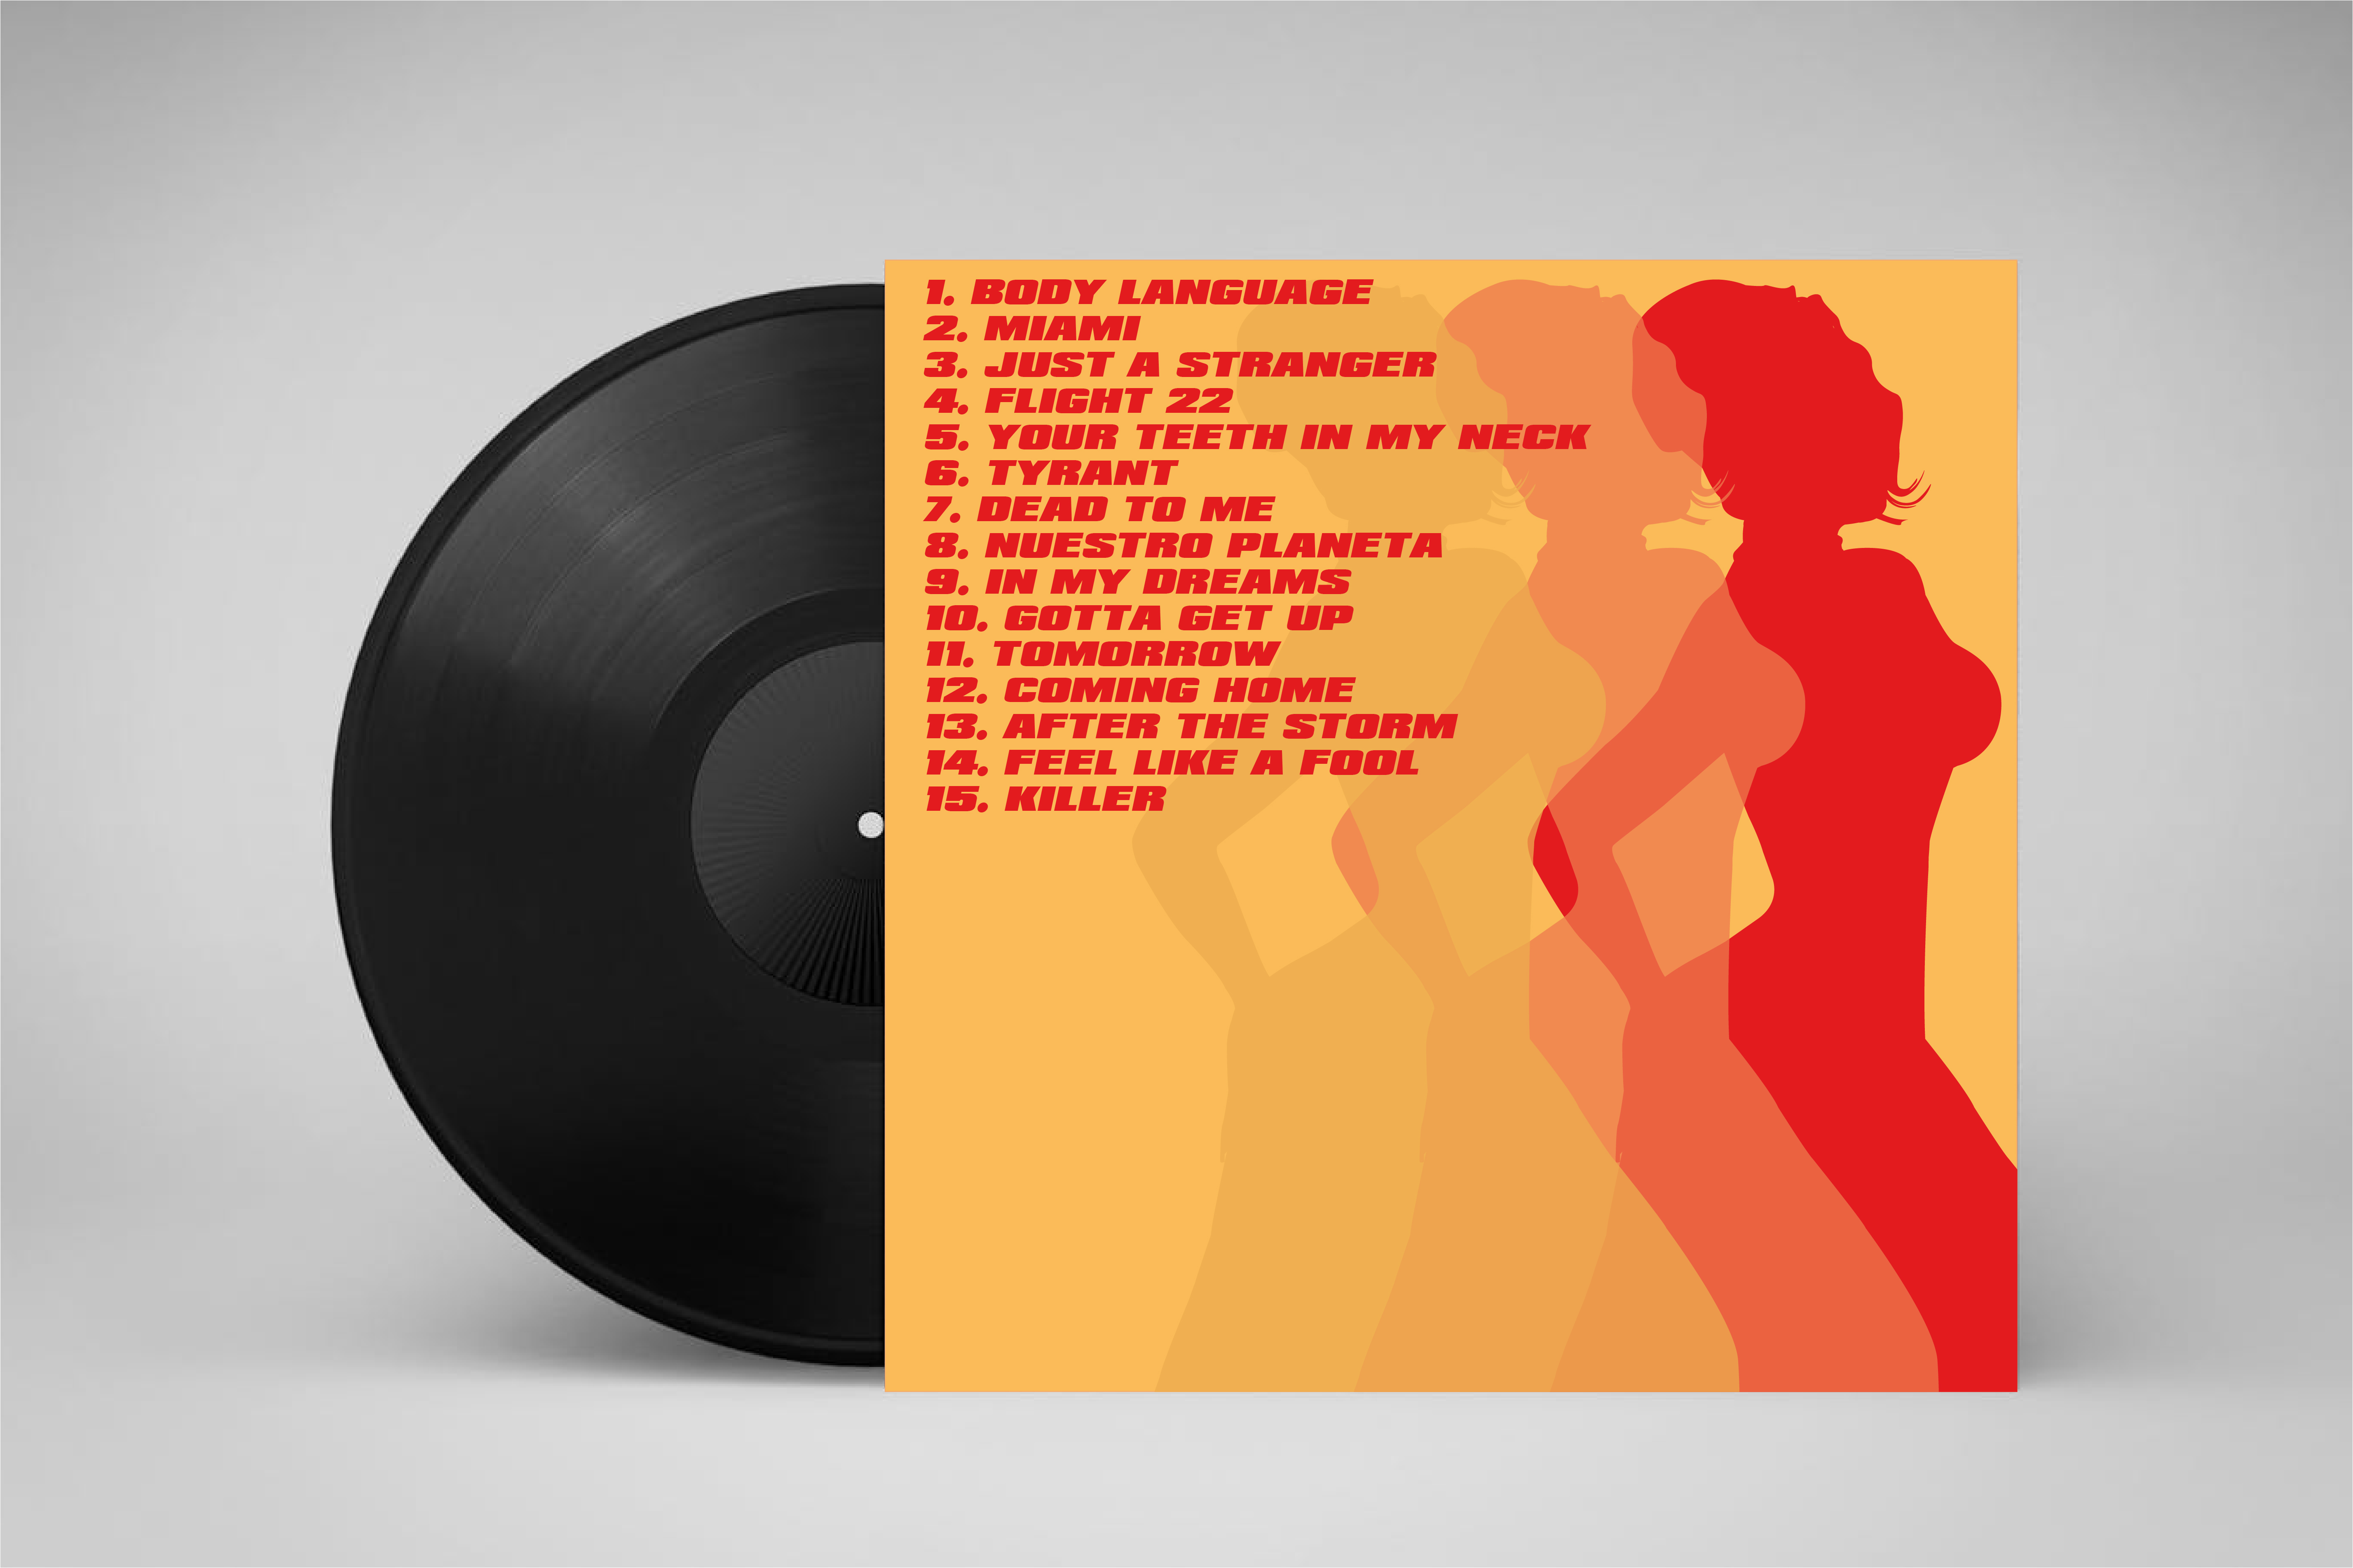 1. BODY LANGUAGE
2. MIAMI
3. JUST A STRANGER
4. FLIGHT 22
5. YOUR TEETH IN MY NECK
6. TYRANT
7. DEAD TO ME
8. NUESTRO PLANETA
9. IN MY DREAMS
10. GOTTA GET UP
11. TOMORROW
12. COMING HOME
13. AFTER THE STORM
14. FEEL LIKE A FOOL
15. KILLER